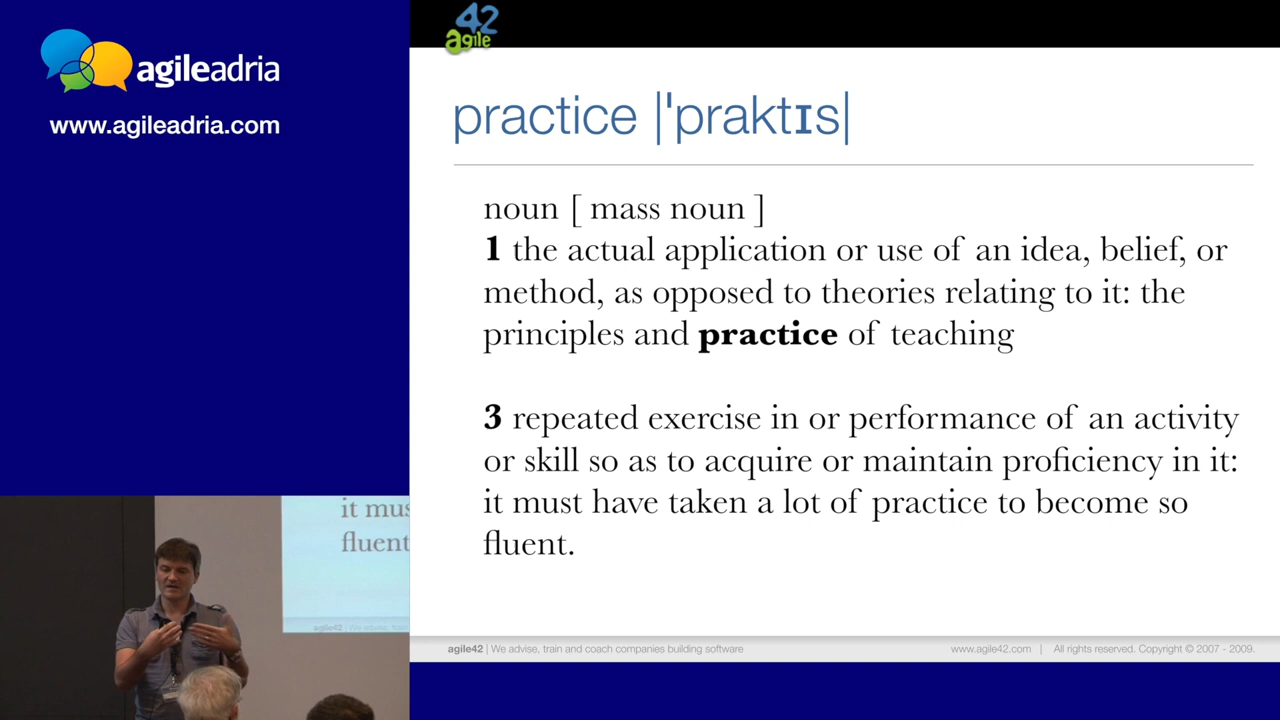 agileadria
www.agileadria.com
42
agile
practice |ˈpraktɪs|
noun [ mass noun ]
1 the actual application or use of an idea, belief, or
method, as opposed to theories relating to it: the
principles and practice of teaching
3 repeated exercise in or performance of an activity
or skill so as to acquire or maintain proficiency in it:
it must have taken a lot of practice to become so
fluent.
agile42 | We advise, train and coach companies building software
www.agile42.com | All rights reserved. Copyright © 2007 - 2009.
it mus
fluent